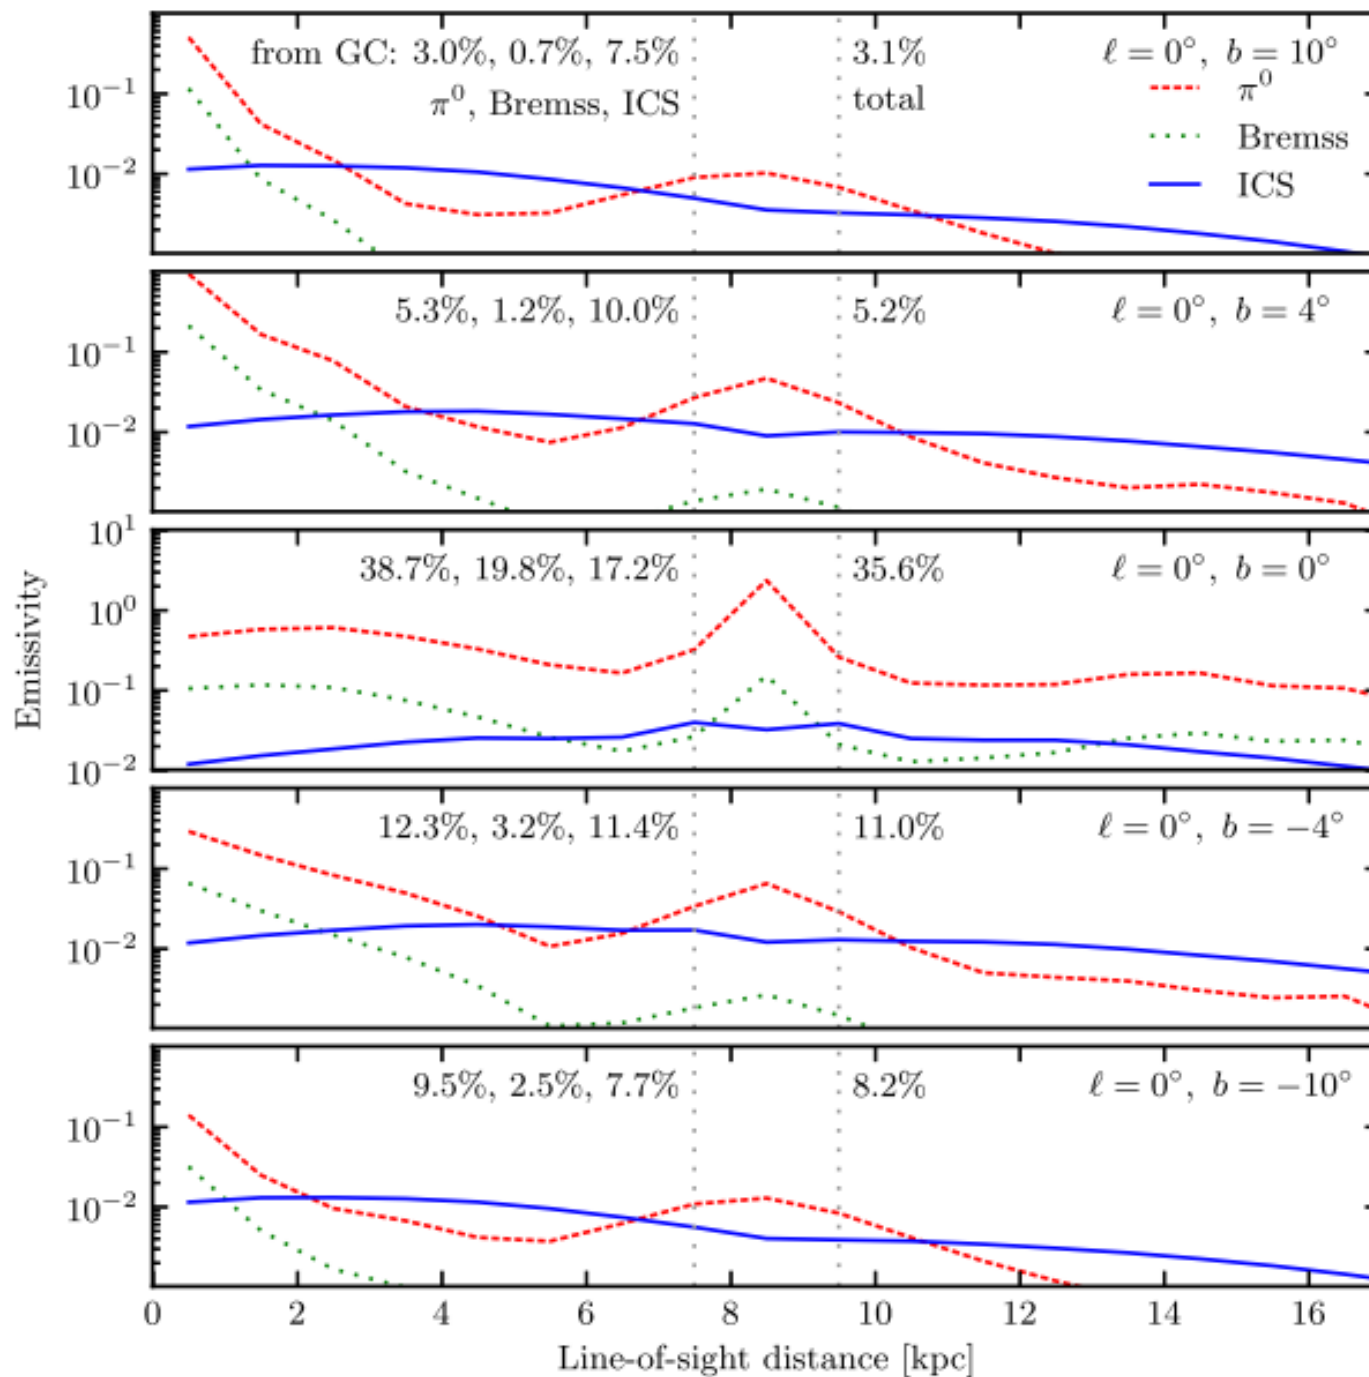 from GC: 3.0%, 0.7%, 7.5% 3.1% ℓ = 0°, b = 10°
π⁰, Bremss, ICS total π⁰
Bremss
ICS
10⁻¹
10⁻²
5.3%, 1.2%, 10.0% 5.2% ℓ = 0°, b = 4°
10⁻¹
10⁻²
10¹
38.7%, 19.8%, 17.2% 35.6% ℓ = 0°, b = 0°
10⁰
10⁻¹
10⁻²
Emissivity
12.3%, 3.2%, 11.4% 11.0% ℓ = 0°, b = −4°
10⁻¹
10⁻²
9.5%, 2.5%, 7.7% 8.2% ℓ = 0°, b = −10°
10⁻¹
10⁻²
0 2 4 6 8 10 12 14 16
Line-of-sight distance [kpc]